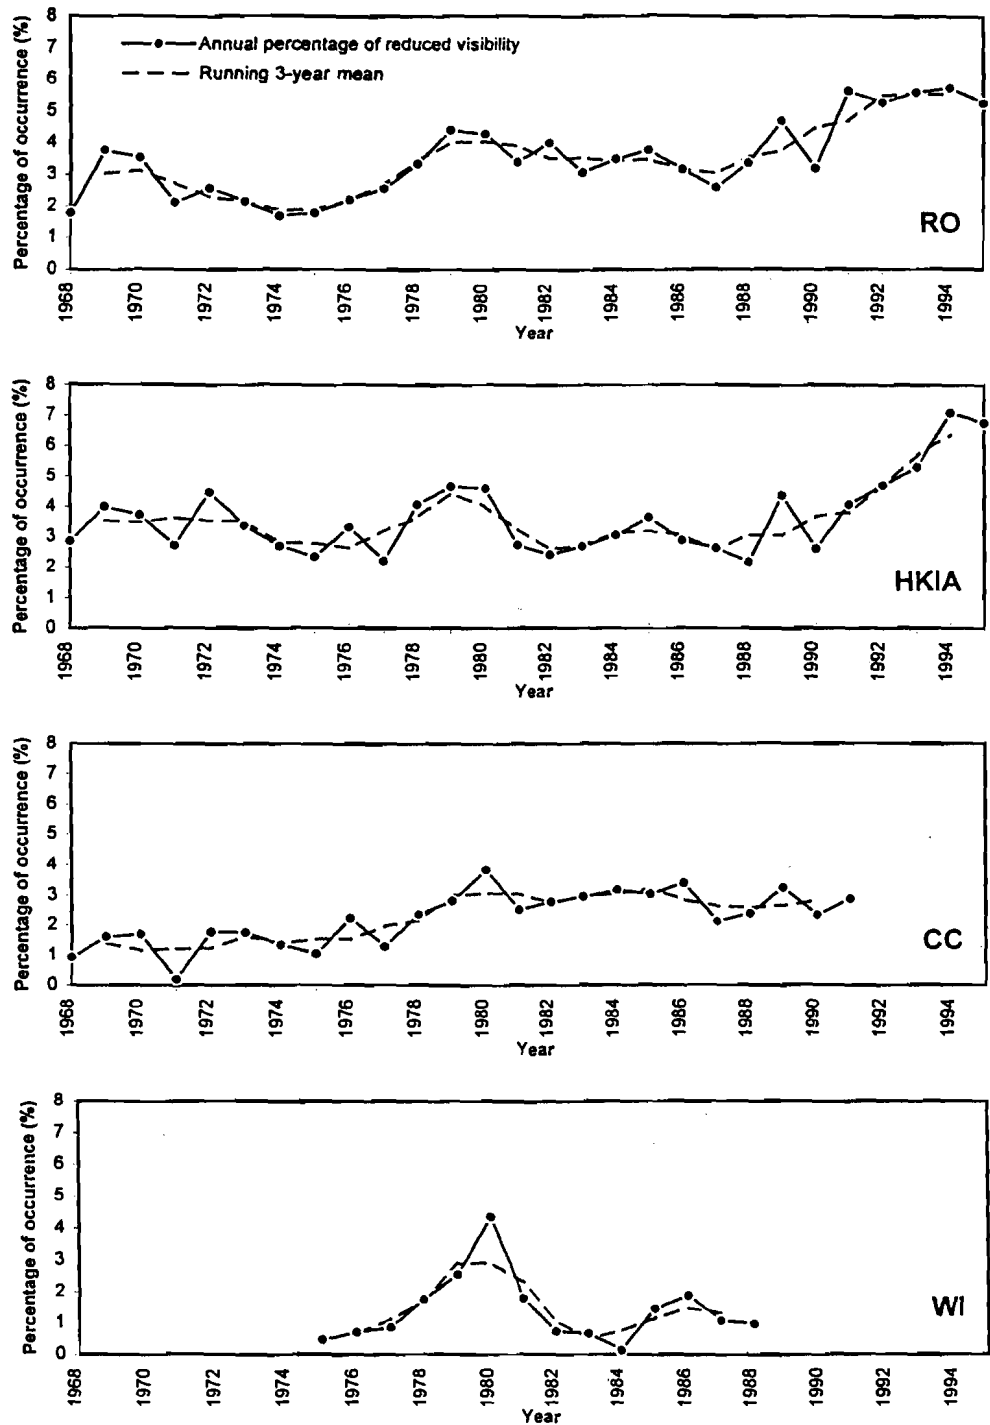 Percentage of occurrence (%)
8
7
6
5
4
3
2
1
0
Annual percentage of reduced visibility
Running 3-year mean
RO
1968 1970 1972 1974 1976 1978 1980 1982 1984 1986 1988 1990 1992 1994
Year
Percentage of occurrence (%)
8
7
6
5
4
3
2
1
0
HKIA
1968 1970 1972 1974 1976 1978 1980 1982 1984 1986 1988 1990 1992 1994
Year
Percentage of occurrence (%)
8
7
6
5
4
3
2
1
0
CC
1968 1970 1972 1974 1976 1978 1980 1982 1984 1986 1988 1990 1992 1994
Year
Percentage of occurrence (%)
8
7
6
5
4
3
2
1
0
WI
1968 1970 1972 1974 1976 1978 1980 1982 1984 1986 1988 1990 1992 1994
Year